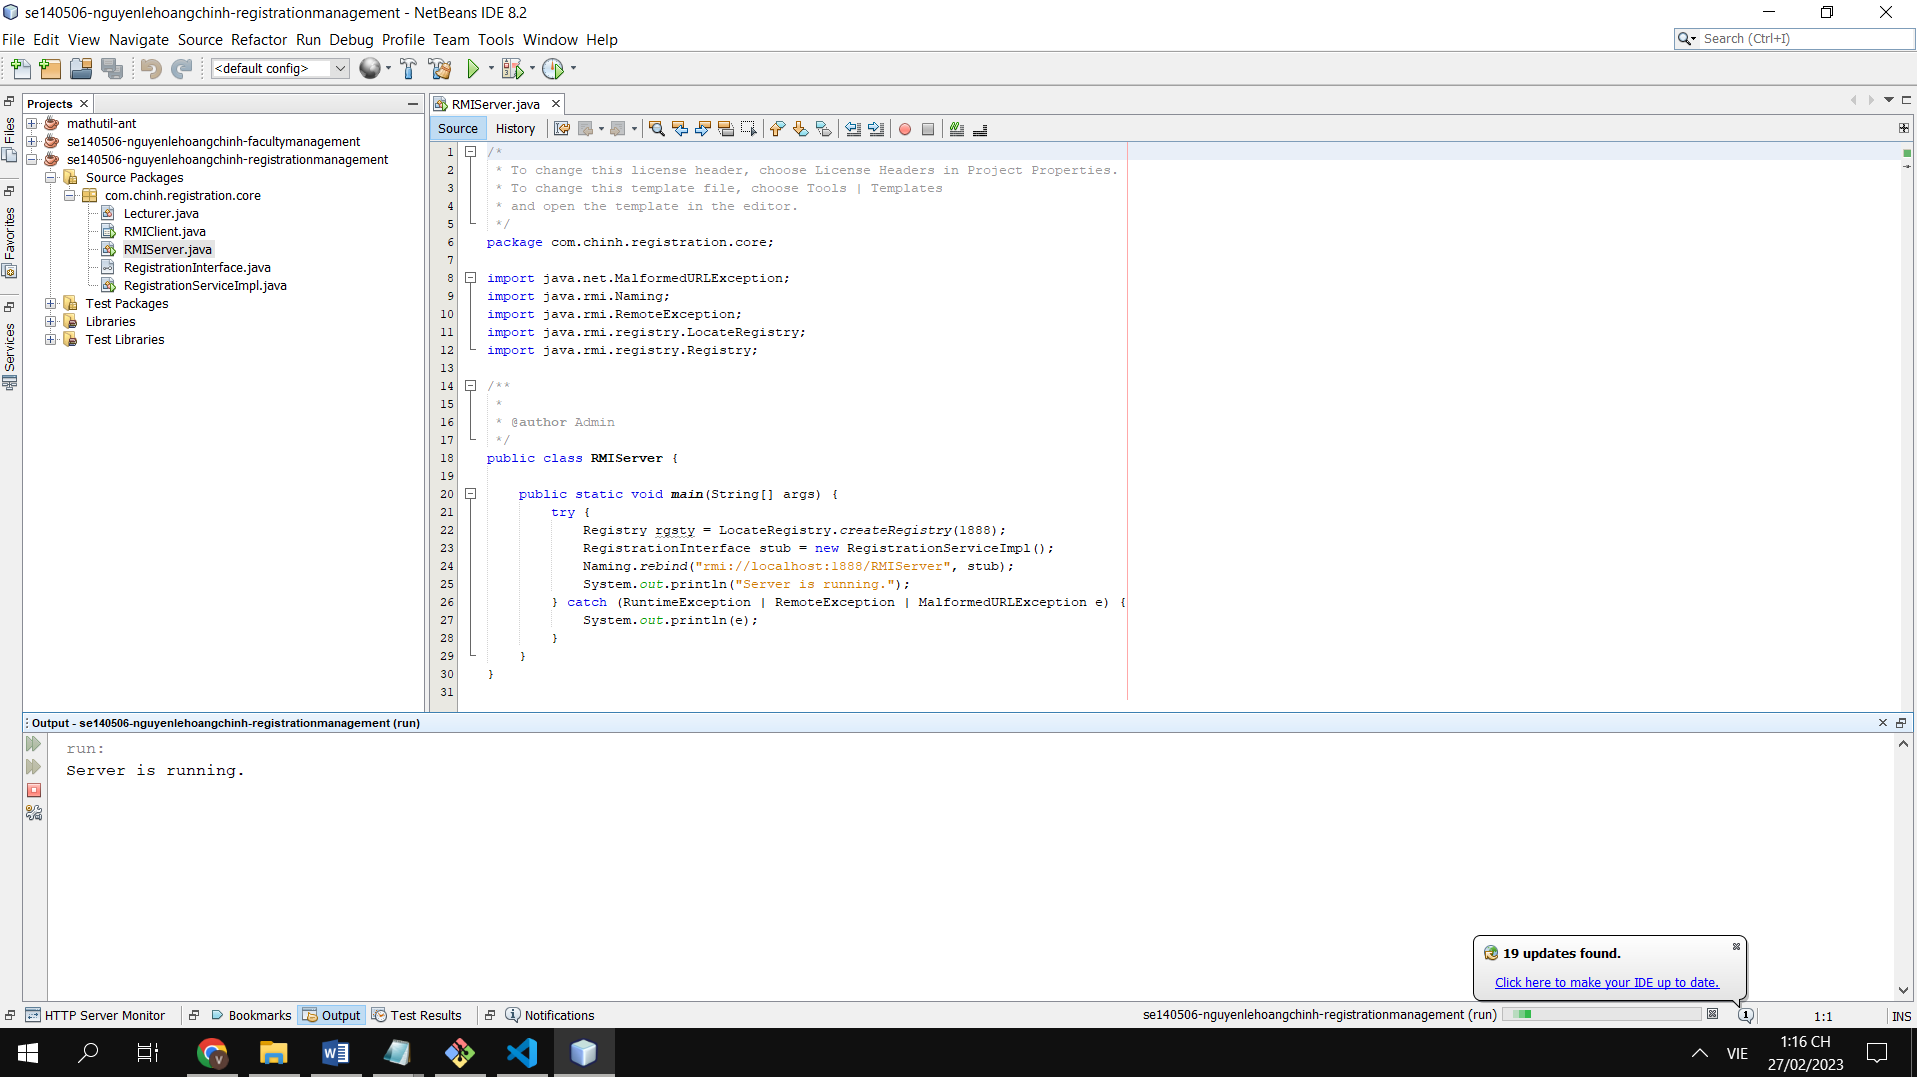 se140506-nguyenlehoangchinh-registrationmanagement - NetBeans IDE 8.2
File Edit View Navigate Source Refactor Run Debug Profile Team Tools Window Help
Search (Ctrl+I)
<default config>
Files
Favorites
Services
Projects
mathutil-ant
se140506-nguyenlehoangchinh-facultymanagement
se140506-nguyenlehoangchinh-registrationmanagement
Source Packages
com.chinh.registration.core
Lecturer.java
RMIClient.java
RMIServer.java
RegistrationInterface.java
RegistrationServiceImpl.java
Test Packages
Libraries
Test Libraries
RMIServer.java
Source History
1 /*
2 * To change this license header, choose License Headers in Project Properties.
3 * To change this template file, choose Tools | Templates
4 * and open the template in the editor.
5 */
6 package com.chinh.registration.core;
7
8 import java.net.MalformedURLException;
9 import java.rmi.Naming;
10 import java.rmi.RemoteException;
11 import java.rmi.registry.LocateRegistry;
12 import java.rmi.registry.Registry;
13
14 /**
15 *
16 * @author Admin
17 */
18 public class RMIServer {
19
20 public static void main(String[] args) {
21 try {
22 Registry rgsty = LocateRegistry.createRegistry(1888);
23 RegistrationInterface stub = new RegistrationServiceImpl();
24 Naming.rebind("rmi://localhost:1888/RMIServer", stub);
25 System.out.println("Server is running.");
26 } catch (RuntimeException | RemoteException | MalformedURLException e) {
27 System.out.println(e);
28 }
29 }
30 }
31
Output - se140506-nguyenlehoangchinh-registrationmanagement (run)
run:
Server is running.
19 updates found.
Click here to make your IDE up to date.
HTTP Server Monitor Bookmarks Output Test Results Notifications
se140506-nguyenlehoangchinh-registrationmanagement (run)
1
1:1
INS
VIE
1:16 CH
27/02/2023